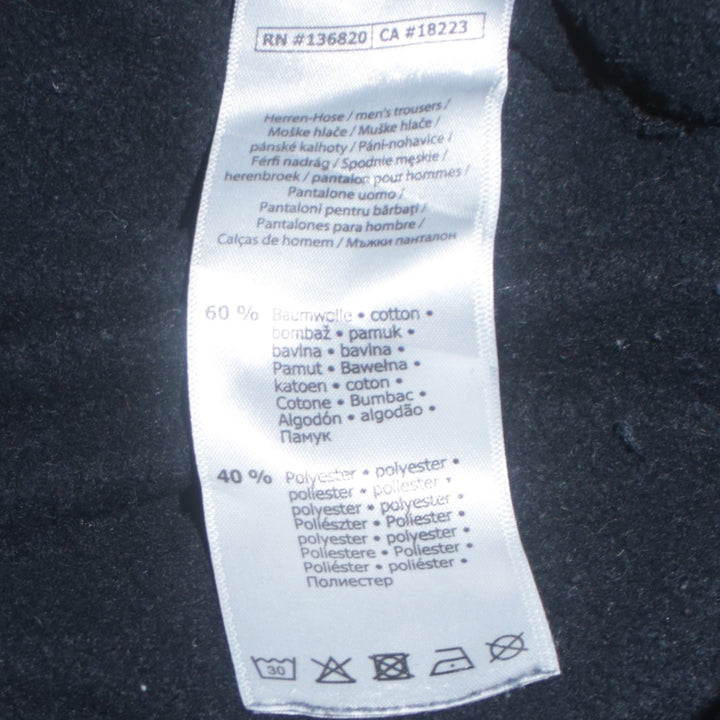 RN #136820 CA #18223
Herren-Hose / men's trousers /
Moške hlače / Muške hlače /
pánské kalhoty / Páni-nohavice /
Férfi nadrág / Spodnie męskie /
herenbroek / pantalon pour hommes /
Pantalone uomo /
Pantaloni pentru bărbați /
Pantalones para hombre /
Calças de homem / Мъжки панталон
60 % Baumwolle • cotton •
bombaž • pamuk •
bavlna • bavlna •
Pamut • Bawełna •
katoen • coton •
Cotone • Bumbac •
Algodón • algodão •
Памук
40 % Polyester • polyester •
poliester • poliester •
polyester • polyester •
Poliészter • Poliester •
polyester • polyester •
Poliestere • Poliester •
Poliéster • poliéster •
Полиестер
30